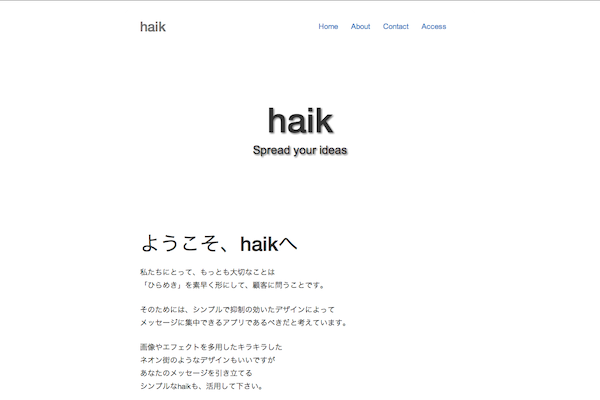 haik
Home About Contact Access
haik
Spread your ideas
ようこそ、haikへ
私たちにとって、もっとも大切なことは
「ひらめき」を素早く形にして、顧客に問うことです。
そのためには、シンプルで抑制の効いたデザインによって
メッセージに集中できるアプリであるべきだと考えています。
画像やエフェクトを多用したキラキラした
ネオン街のようなデザインもいいですが
あなたのメッセージを引き立てる
シンプルなhaikも、活用して下さい。